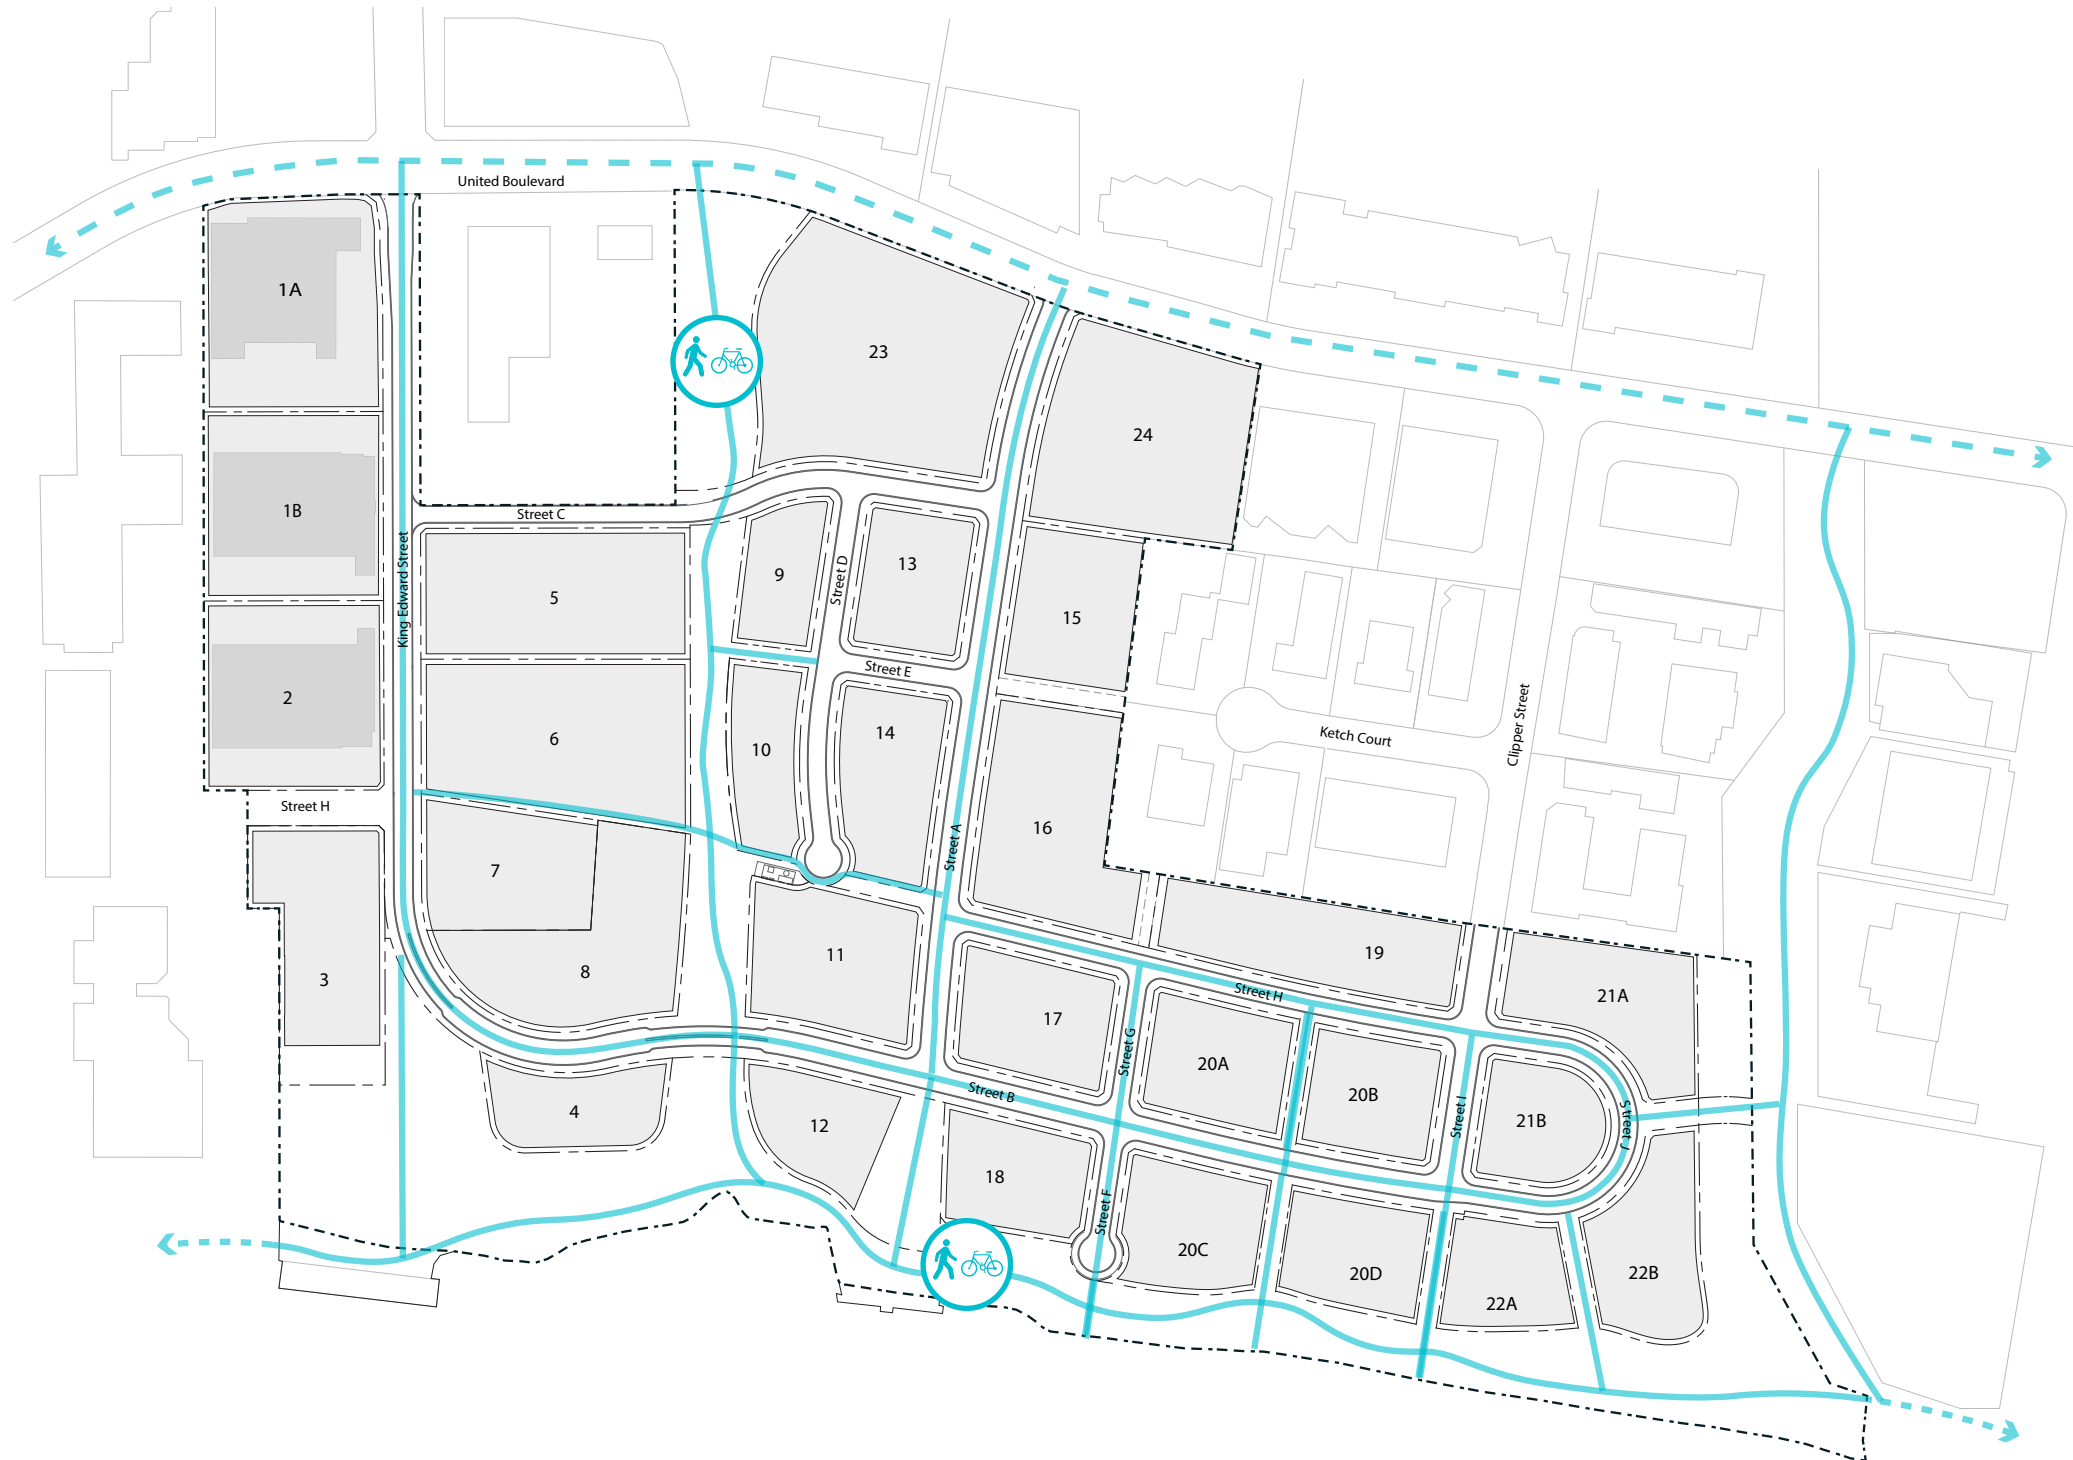 United Boulevard
1A
23
24
1B
Street C
King Edward Street
5
9
Street D
13
15
Street E
2
6
10
14
Ketch Court
Clipper Street
Street H
7
16
Street A
3
8
11
17
Street H
19
21A
Street G
20A
20B
Street I
21B
Street J
Street B
4
12
18
Street F
20C
20D
22A
22B